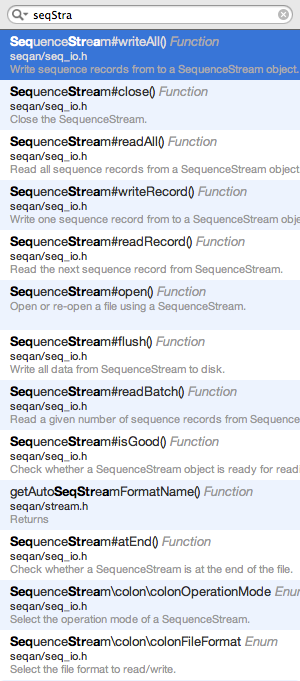 seqStra
SequenceStream#writeAll() Function
seqan/seq_io.h
Write sequence records from to a SequenceStream object.
SequenceStream#close() Function
seqan/seq_io.h
Close the SequenceStream.
SequenceStream#readAll() Function
seqan/seq_io.h
Read all sequence records from a SequenceStream object
SequenceStream#writeRecord() Function
seqan/seq_io.h
Write one sequence record from to a SequenceStream obje
SequenceStream#readRecord() Function
seqan/seq_io.h
Read the next sequence record from SequenceStream.
SequenceStream#open() Function
Open or re-open a file using a SequenceStream.
SequenceStream#flush() Function
seqan/seq_io.h
Write all data from SequenceStream to disk.
SequenceStream#readBatch() Function
seqan/seq_io.h
Read a given number of sequence records from Sequence
SequenceStream#isGood() Function
seqan/seq_io.h
Check whether a SequenceStream object is ready for readi
getAutoSeqStreamFormatName() Function
seqan/stream.h
Returns
SequenceStream#atEnd() Function
seqan/seq_io.h
Check whether a SequenceStream is at the end of the file.
SequenceStream\colon\colonOperationMode Enum
seqan/seq_io.h
Select the operation mode of a SequenceStream.
SequenceStream\colon\colonFileFormat Enum
seqan/seq_io.h
Select the file format to read/write.